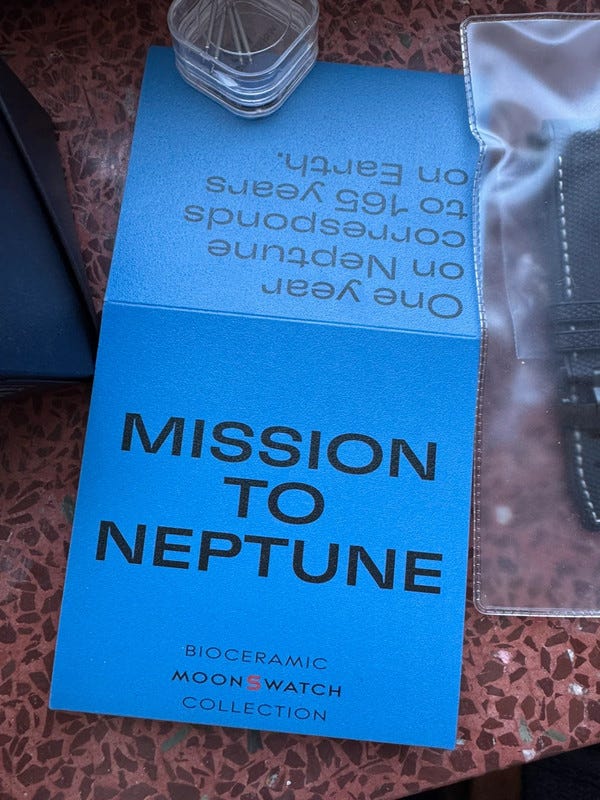 One year
on Neptune
corresponds
to 165 years
on Earth.
MISSION
TO
NEPTUNE
BIOCERAMIC
MOONSWATCH
COLLECTION